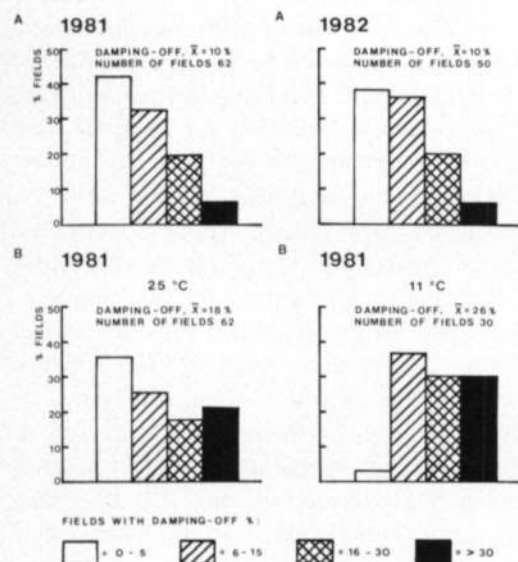 A 1981
DAMPING-OFF, X̄=10%
NUMBER OF FIELDS 62
% FIELDS
50
40
30
20
10
0
A 1982
DAMPING-OFF, X̄=10%
NUMBER OF FIELDS 50
B 1981
25 °C
DAMPING-OFF, X̄=18%
NUMBER OF FIELDS 62
% FIELDS
50
40
30
20
10
0
B 1981
11 °C
DAMPING-OFF, X̄=26%
NUMBER OF FIELDS 30
FIELDS WITH DAMPING-OFF %:
= 0-5
= 6-15
= 16-30
= > 30